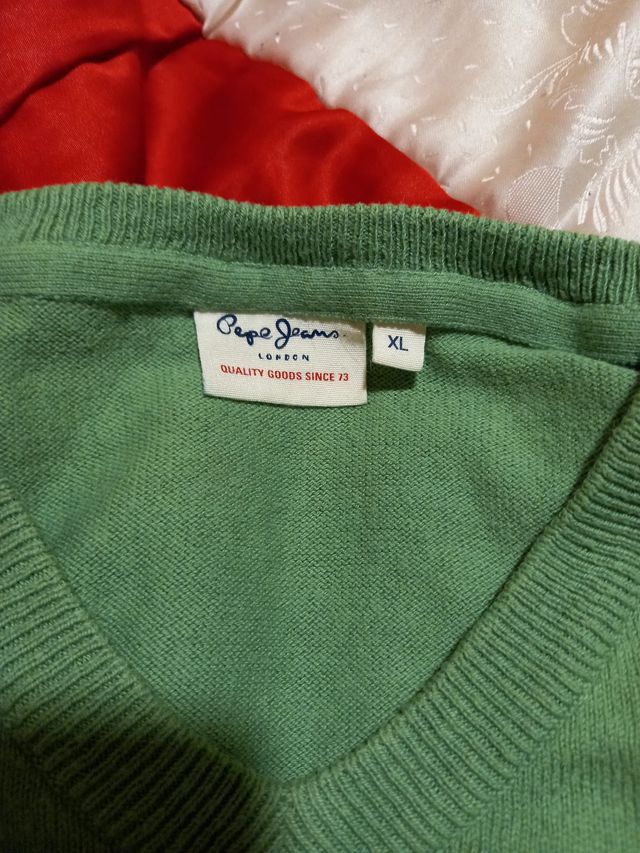 Pepe Jeans
LONDON
QUALITY GOODS SINCE 73
XL